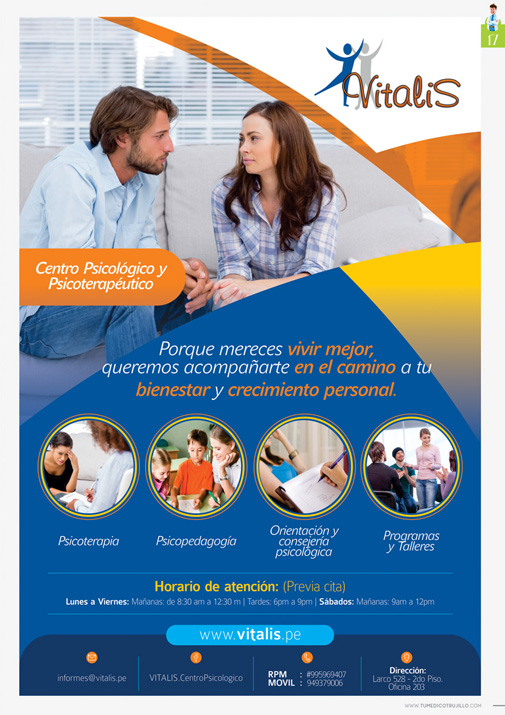 17
VitaliS
Centro Psicológico y
Psicoterapéutico
Porque mereces vivir mejor,
queremos acompañarte en el camino a tu
bienestar y crecimiento personal.
Psicoterapia
Psicopedagogía
Orientación y
consejería
psicológica
Programas
y Talleres
Horario de atención: (Previa cita)
Lunes a Viernes: Mañanas: de 8:30 am a 12:30 m | Tardes: 6pm a 9pm | Sábados: Mañanas: 9am a 12pm
www.vitalis.pe
informes@vitalis.pe
VITALIS.CentroPsicologico
RPM : #995969407
MOVIL : 949379006
Dirección:
Larco 528 - 2do Piso.
Oficina 203
WWW.TUMEDICOTRUJILLO.COM